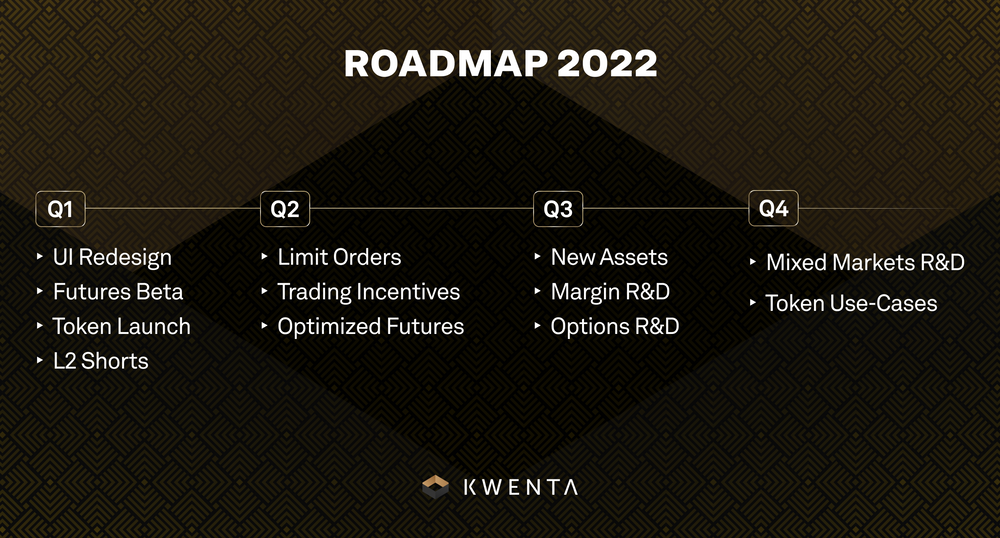 ROADMAP 2022
Q1
UI Redesign
Futures Beta
Token Launch
L2 Shorts
Q2
Limit Orders
Trading Incentives
Optimized Futures
Q3
New Assets
Margin R&D
Options R&D
Q4
Mixed Markets R&D
Token Use-Cases
KWENTA